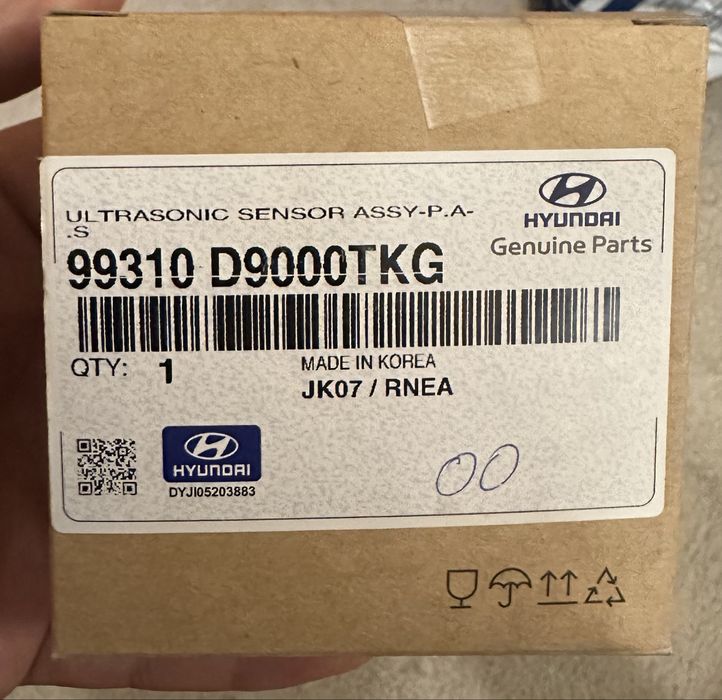 ULTRASONIC SENSOR ASSY-P.A-
.S
HYUNDAI
Genuine Parts
99310 D9000TKG
QTY: 1
MADE IN KOREA
JK07 / RNEA
HYUNDAI
DYJI05203883
00